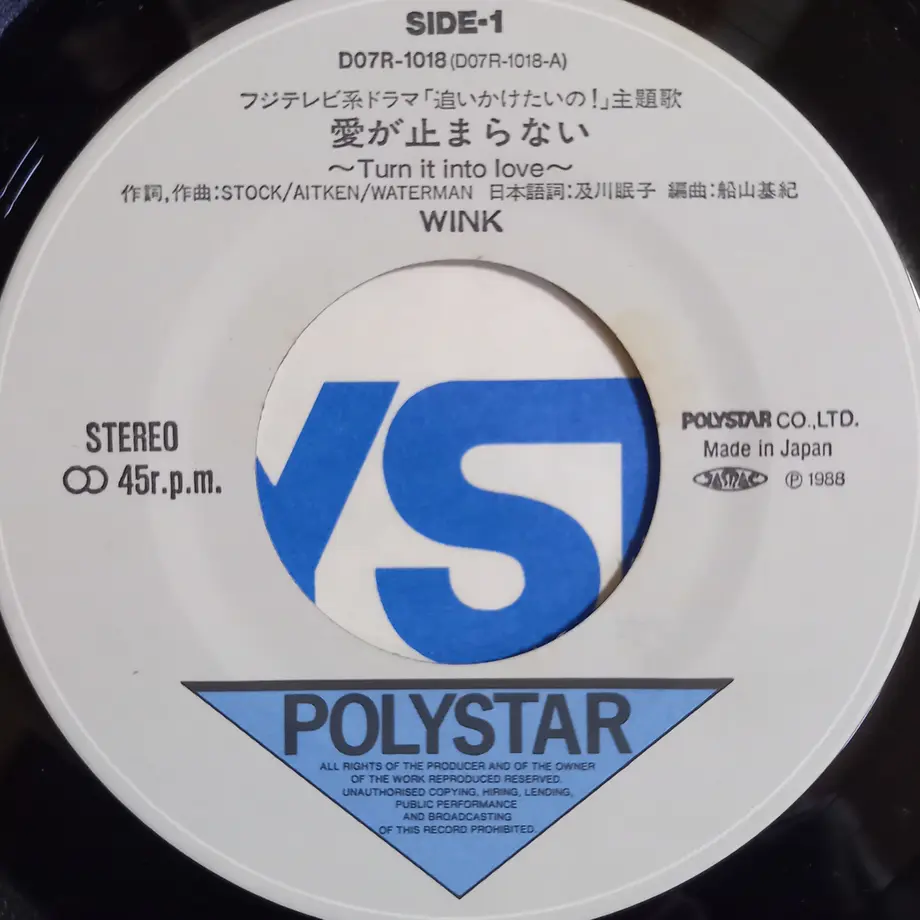 SIDE-1
D07R-1018 (D07R-1018-A)
フジテレビ系ドラマ「追いかけたいの!」主題歌
愛が止まらない
〜Turn it into love〜
作詞,作曲:STOCK/AITKEN/WATERMAN 日本語詞:及川眠子 編曲:船山基紀
WINK
STEREO
45r.p.m.
YST
POLYSTAR CO.,LTD.
Made in Japan
JASRAC ℗ 1988
POLYSTAR
ALL RIGHTS OF THE PRODUCER AND OF THE OWNER
OF THE WORK REPRODUCED RESERVED.
UNAUTHORISED COPYING, HIRING, LENDING,
PUBLIC PERFORMANCE
AND BROADCASTING
OF THIS RECORD PROHIBITED.